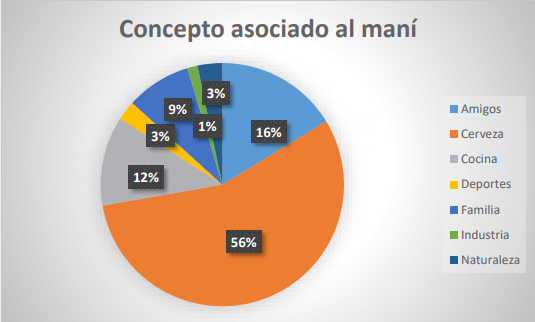 Concepto asociado al maní
3%
9%
1%
16%
3%
12%
56%
Amigos
Cerveza
Cocina
Deportes
Familia
Industria
Naturaleza